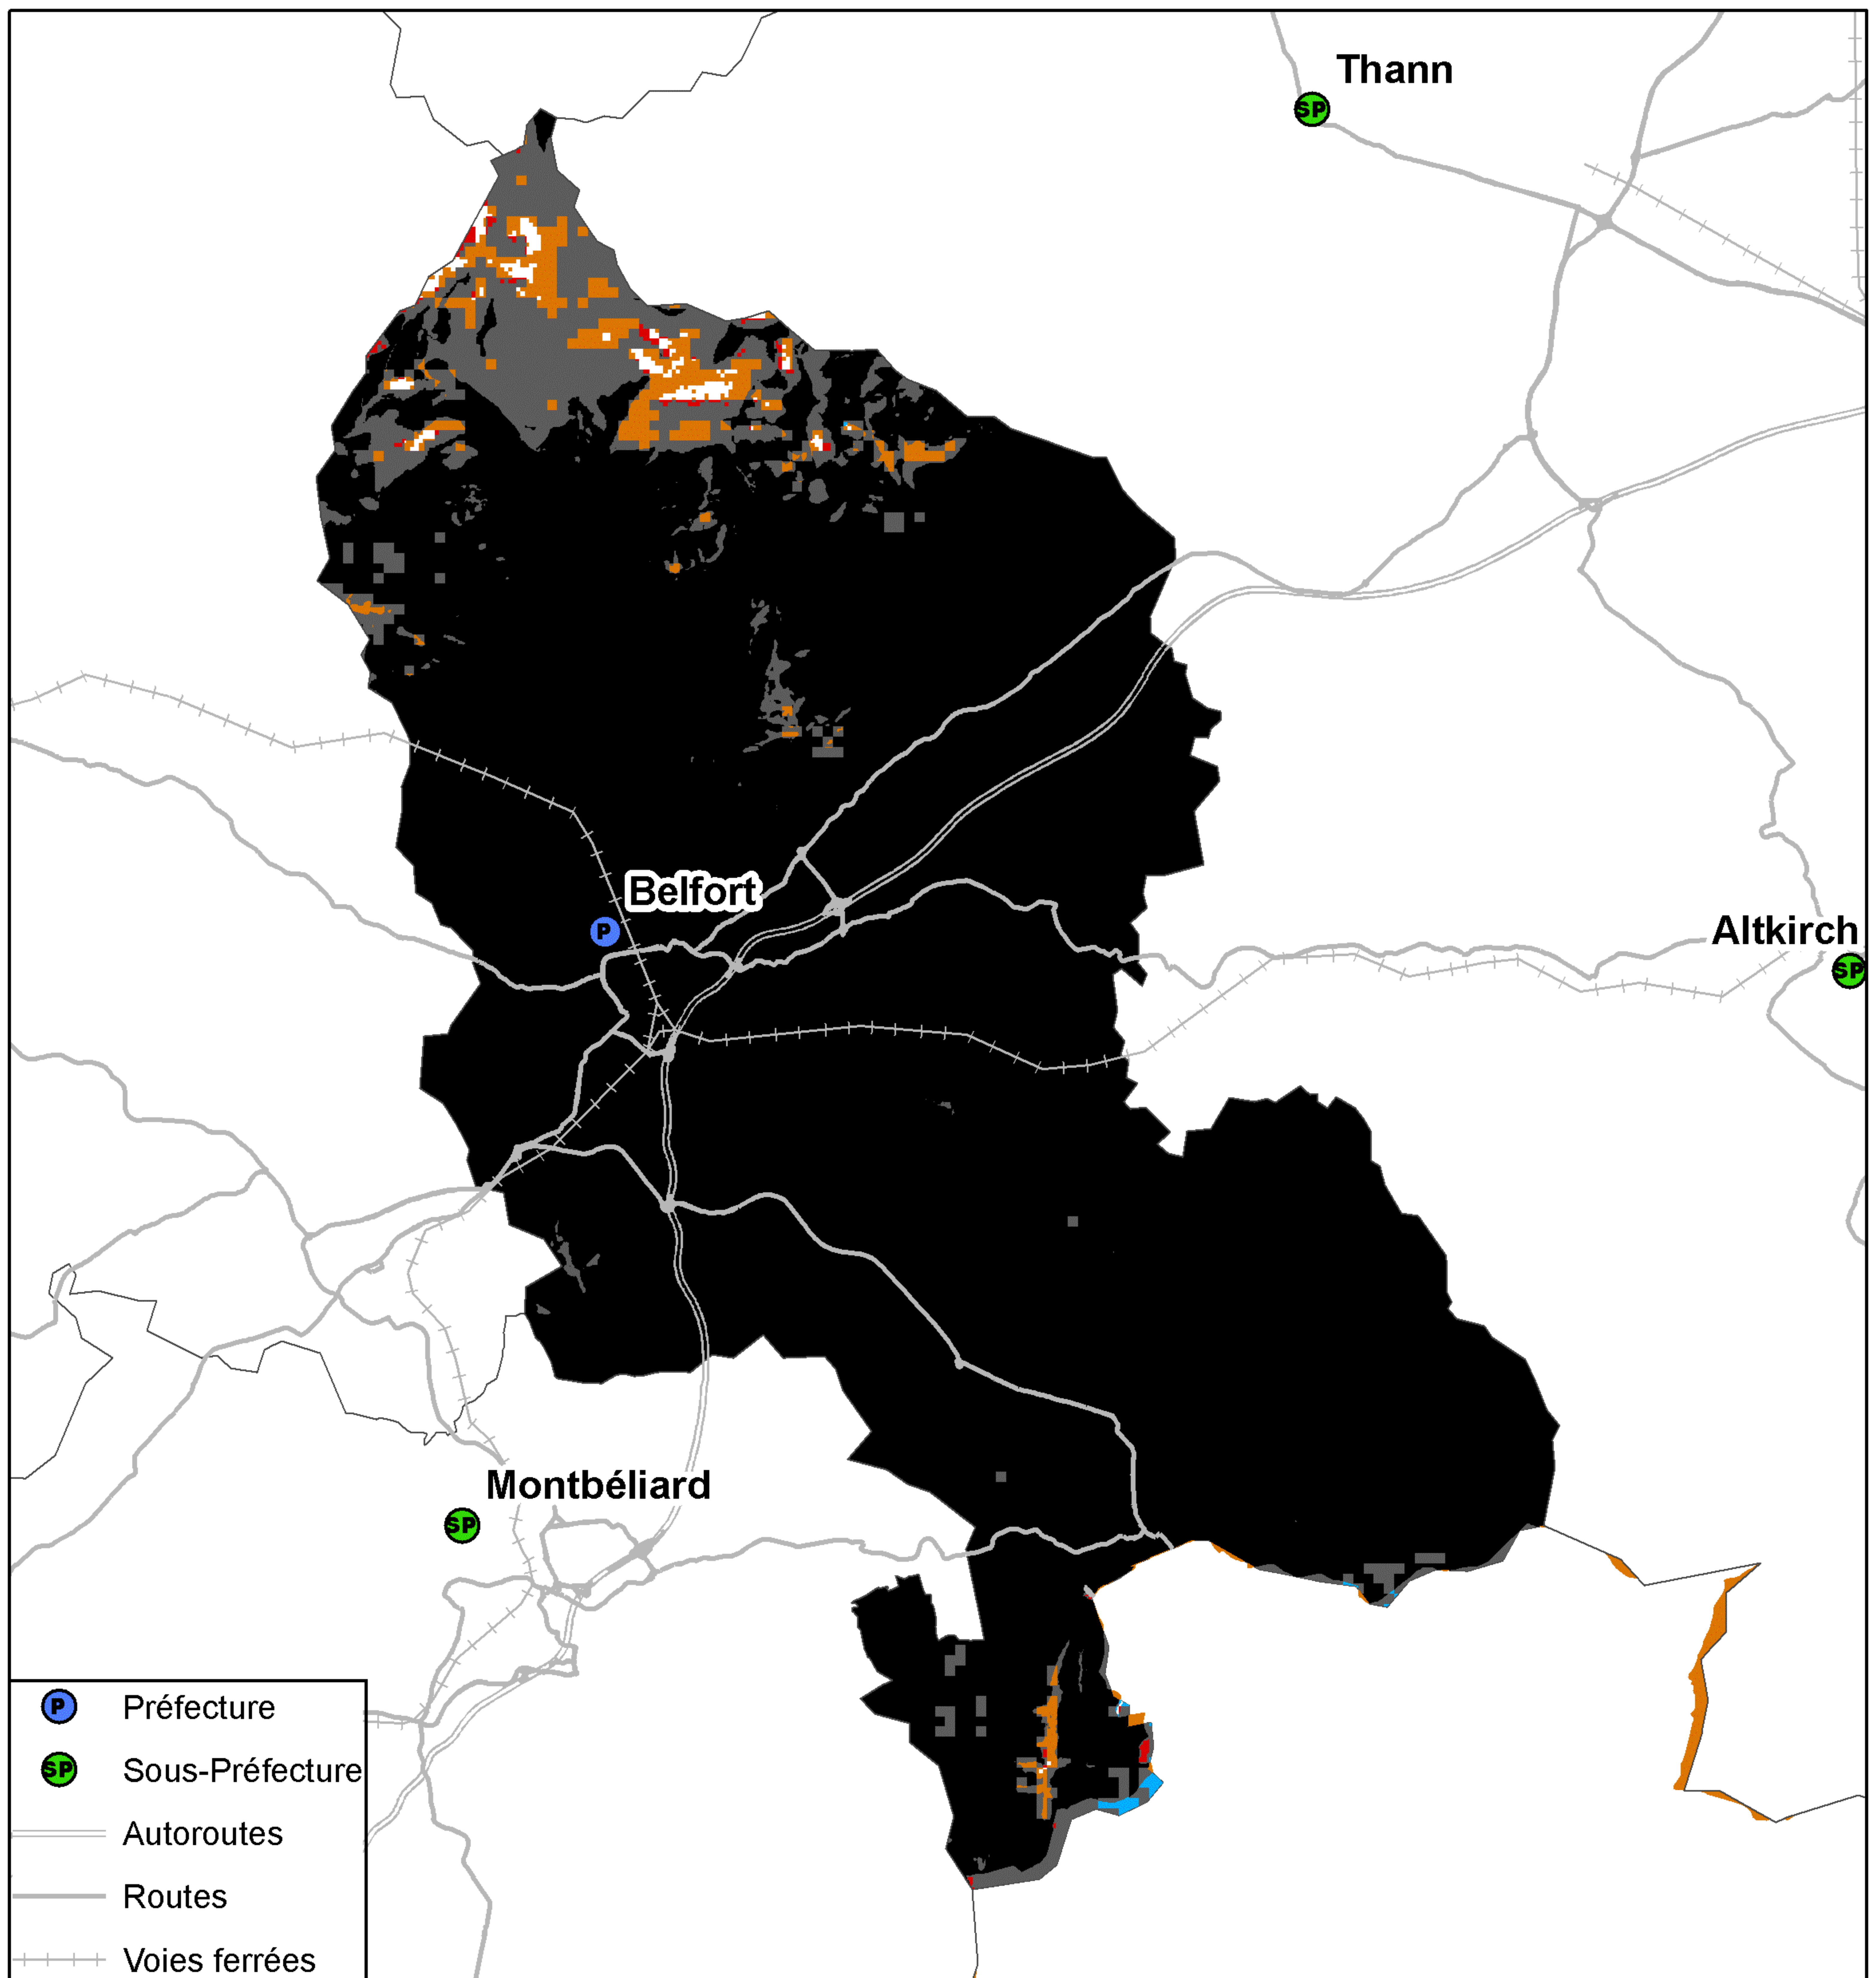 Thann
SP
Belfort
P
Altkirch
SP
Montbéliard
SP
P Préfecture
SP Sous-Préfecture
Autoroutes
Routes
Voies ferrées